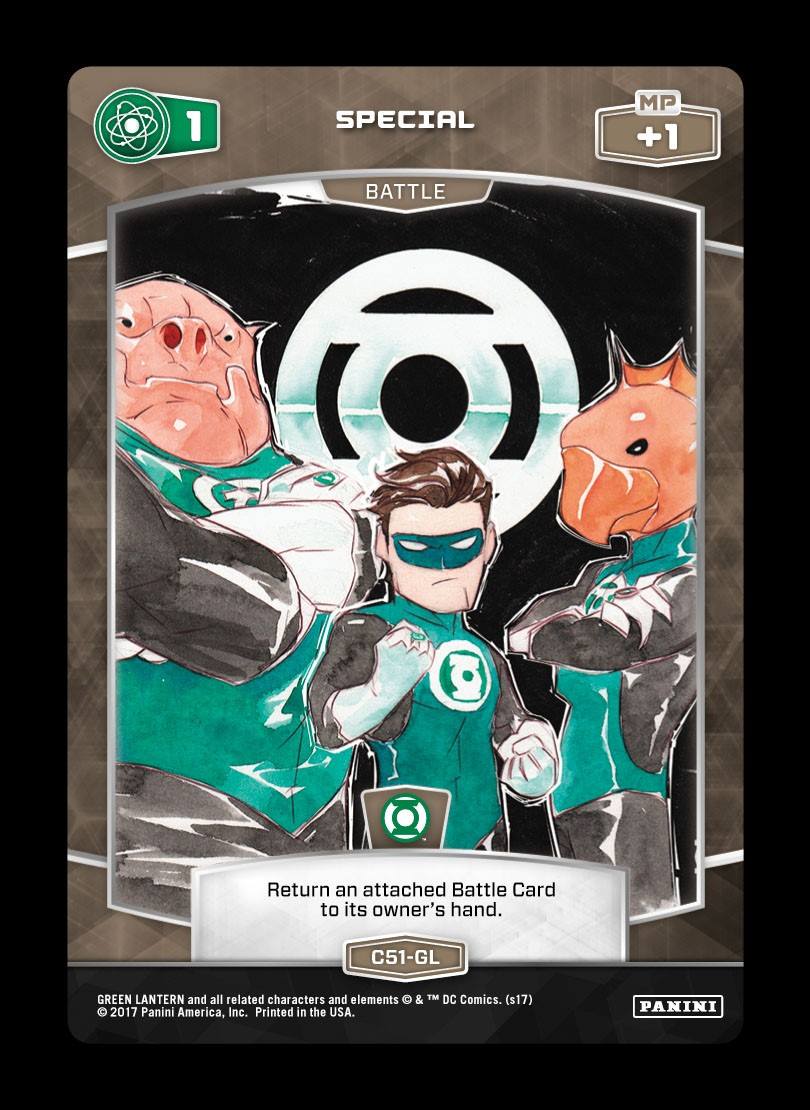 1
SPECIAL
MP
+1
BATTLE
Return an attached Battle Card
to its owner's hand.
C51-GL
GREEN LANTERN and all related characters and elements © & ™ DC Comics. (s17)
© 2017 Panini America, Inc. Printed in the USA.
PANINI